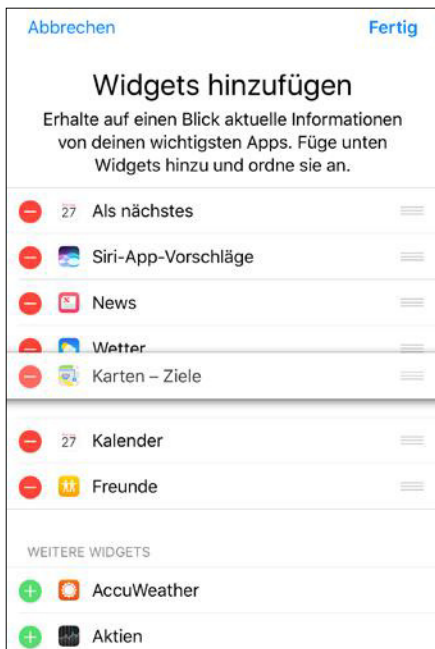 Abbrechen Fertig
Widgets hinzufügen
Erhalte auf einen Blick aktuelle Informationen
von deinen wichtigsten Apps. Füge unten
Widgets hinzu und ordne sie an.
27 Als nächstes
Siri-App-Vorschläge
News
Wetter
Karten – Ziele
27 Kalender
27 Freunde
WEITERE WIDGETS
AccuWeather
Aktien